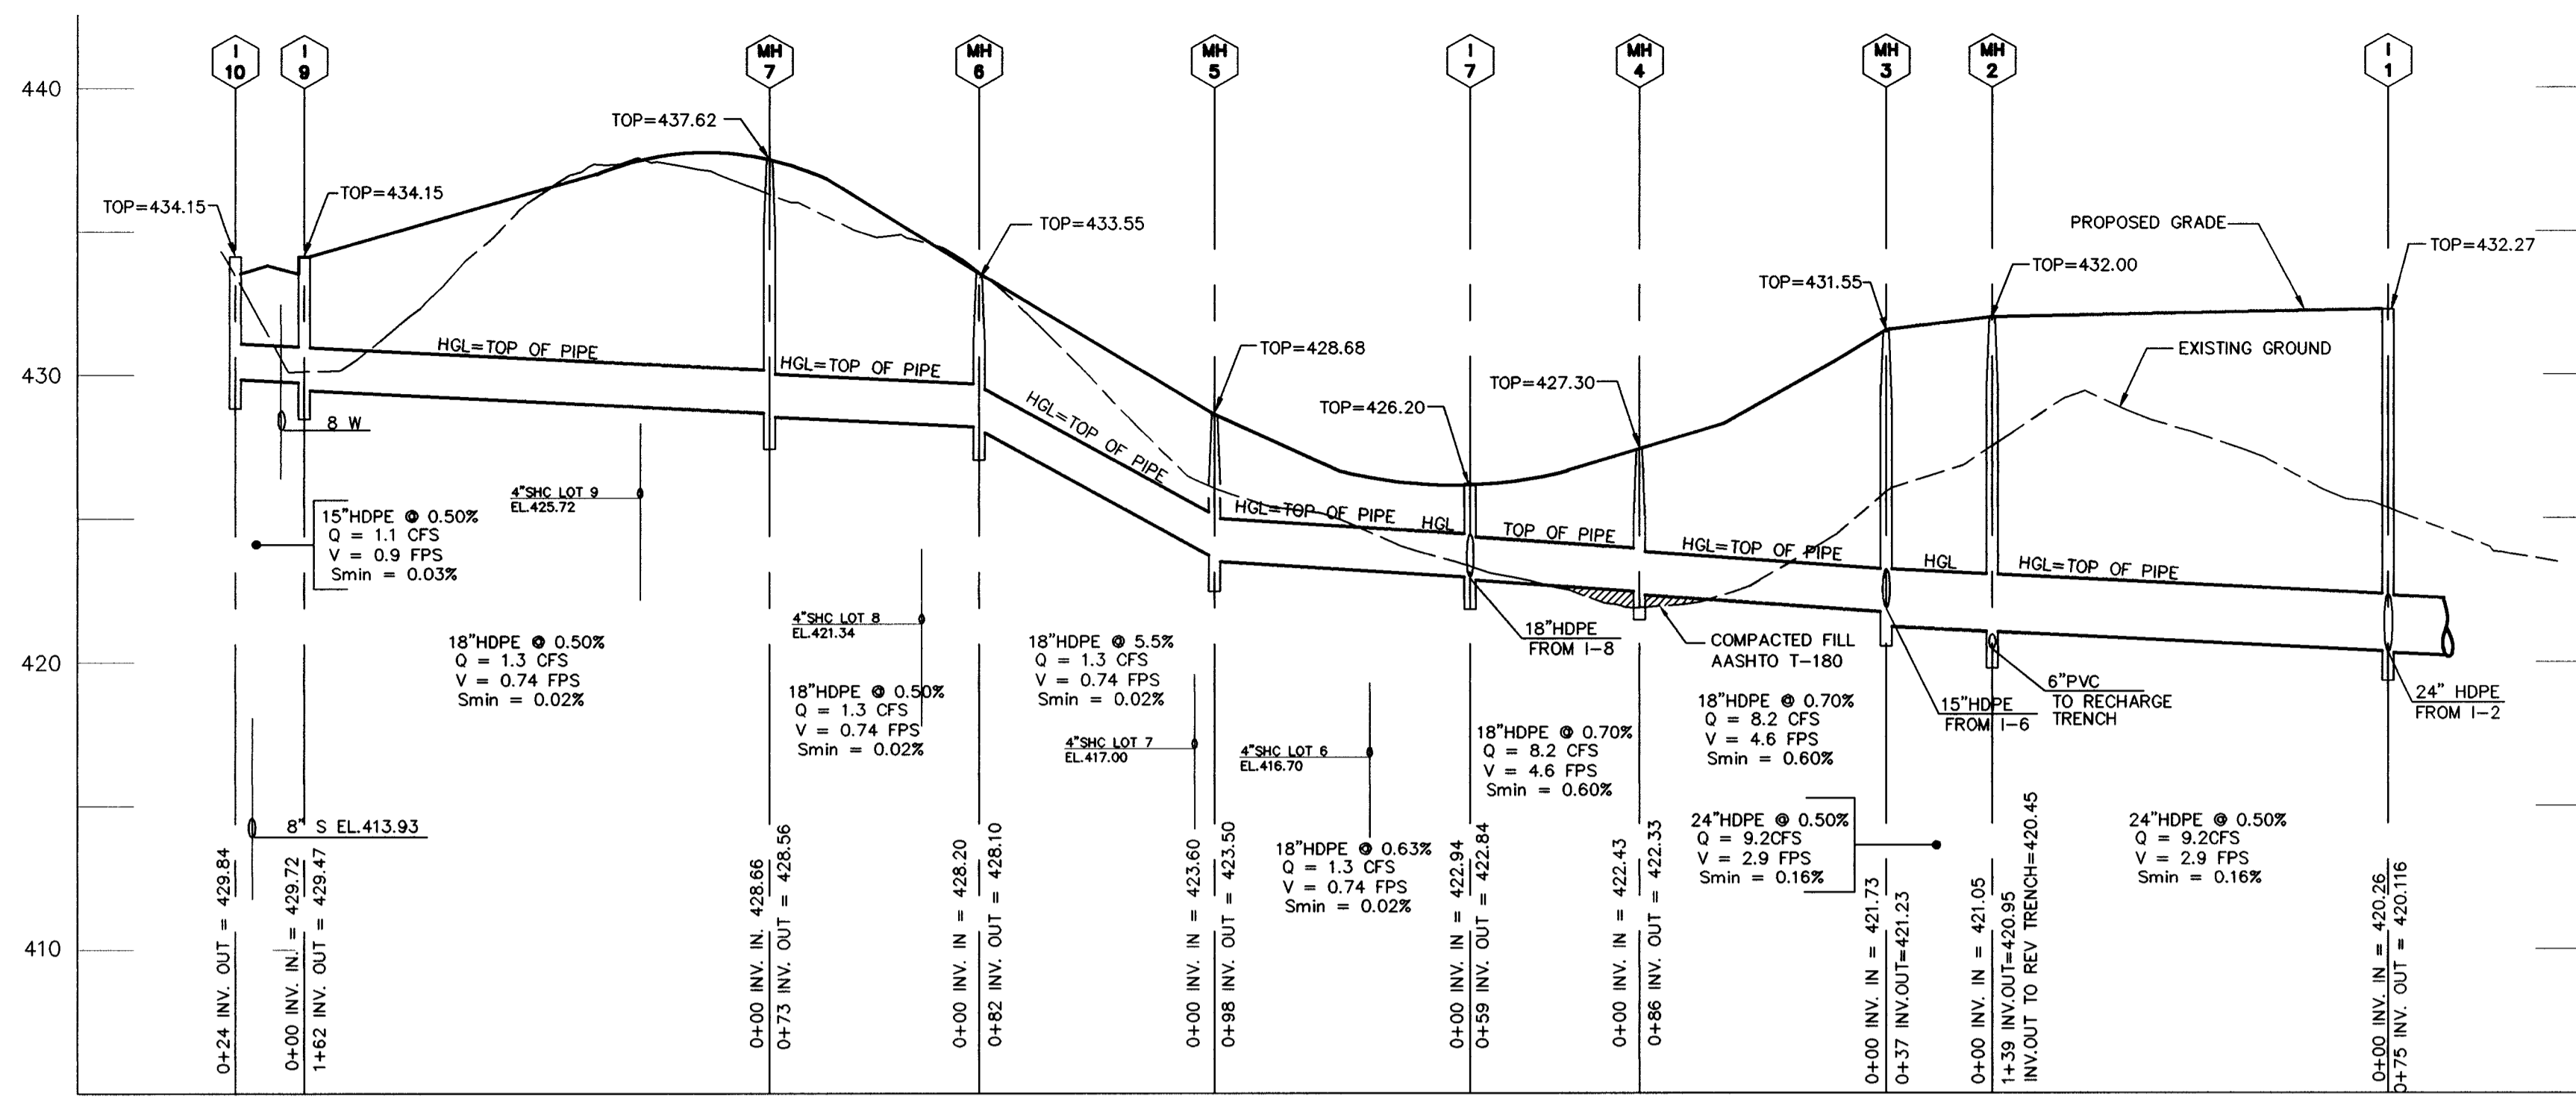 I
10
I
9
MH
7
MH
6
MH
5
I
7
MH
4
MH
3
MH
2
I
1
440
430
420
410
TOP=434.15
TOP=434.15
TOP=437.62
TOP=433.55
TOP=428.68
TOP=426.20
TOP=427.30
TOP=431.55
TOP=432.00
PROPOSED GRADE
TOP=432.27
EXISTING GROUND
HGL=TOP OF PIPE
HGL=TOP OF PIPE
HGL=TOP OF PIPE
HGL=TOP OF PIPE
HGL
TOP OF PIPE
HGL=TOP OF PIPE
HGL
HGL=TOP OF PIPE
8 W
4"SHC LOT 9
EL.425.72
15"HDPE @ 0.50%
Q = 1.1 CFS
V = 0.9 FPS
Smin = 0.03%
18"HDPE @ 0.50%
Q = 1.3 CFS
V = 0.74 FPS
Smin = 0.02%
4"SHC LOT 8
EL.421.34
18"HDPE @ 0.50%
Q = 1.3 CFS
V = 0.74 FPS
Smin = 0.02%
18"HDPE @ 5.5%
Q = 1.3 CFS
V = 0.74 FPS
Smin = 0.02%
4"SHC LOT 7
EL.417.00
4"SHC LOT 6
EL.416.70
18"HDPE @ 0.63%
Q = 1.3 CFS
V = 0.74 FPS
Smin = 0.02%
18"HDPE
FROM I-8
COMPACTED FILL
AASHTO T-180
18"HDPE @ 0.70%
Q = 8.2 CFS
V = 4.6 FPS
Smin = 0.60%
18"HDPE @ 0.70%
Q = 8.2 CFS
V = 4.6 FPS
Smin = 0.60%
15"HDPE
FROM I-6
6"PVC
TO RECHARGE
TRENCH
24" HDPE
FROM I-2
24"HDPE @ 0.50%
Q = 9.2CFS
V = 2.9 FPS
Smin = 0.16%
24"HDPE @ 0.50%
Q = 9.2CFS
V = 2.9 FPS
Smin = 0.16%
8" S EL.413.93
0+24 INV. OUT = 429.84
0+00 INV. IN. = 429.72
1+62 INV. OUT = 429.47
0+00 INV. IN. 428.66
0+73 INV. OUT = 428.56
0+00 INV. IN = 428.20
0+82 INV. OUT = 428.10
0+00 INV. IN = 423.60
0+98 INV. OUT = 423.50
0+00 INV. IN = 422.94
0+59 INV. OUT = 422.84
0+00 INV. IN = 422.43
0+86 INV. OUT = 422.33
0+00 INV. IN = 421.73
0+37 INV.OUT=421.23
0+00 INV. IN = 421.05
1+39 INV.OUT=420.95
INV.OUT TO REV TRENCH=420.45
0+00 INV. IN = 420.26
0+75 INV. OUT = 420.116